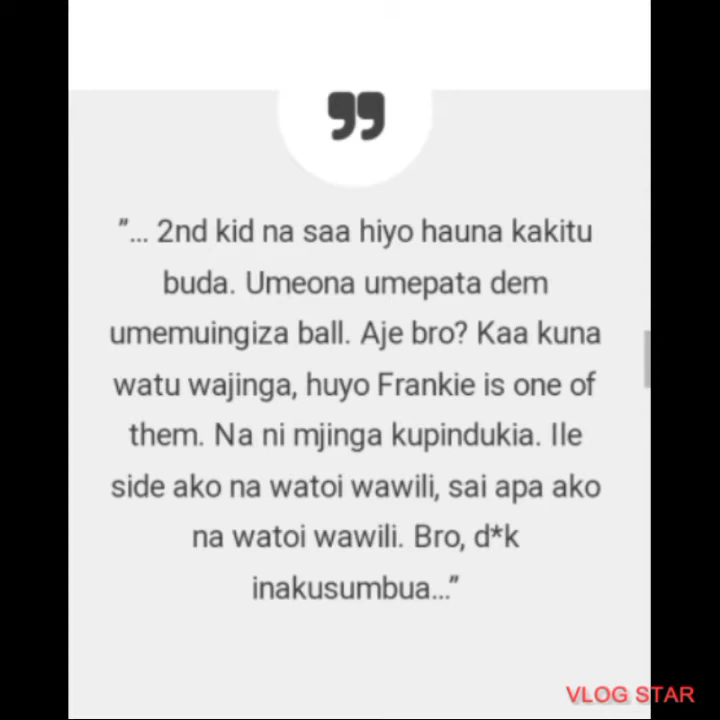 "... 2nd kid na saa hiyo hauna kakitu
buda. Umeona umepata dem
umemuingiza ball. Aje bro? Kaa kuna
watu wajinga, huyo Frankie is one of
them. Na ni mjinga kupindukia. Ile
side ako na watoi wawili, sai apa ako
na watoi wawili. Bro, d*k
inakusumbua..."
VLOG STAR